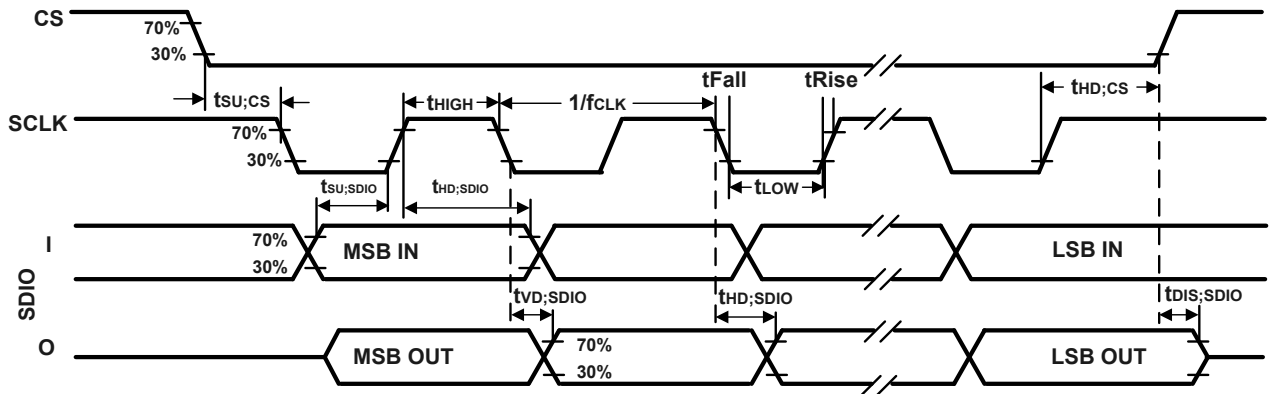 CS
70%
30%
tSU;CS
tHIGH
1/fCLK
tFall
tRise
tHD;CS
SCLK
70%
30%
tSU;SDIO
tHD;SDIO
tLOW
SDIO
I
70%
30%
MSB IN
LSB IN
tVD;SDIO
tHD;SDIO
tDIS;SDIO
O
MSB OUT
70%
30%
LSB OUT